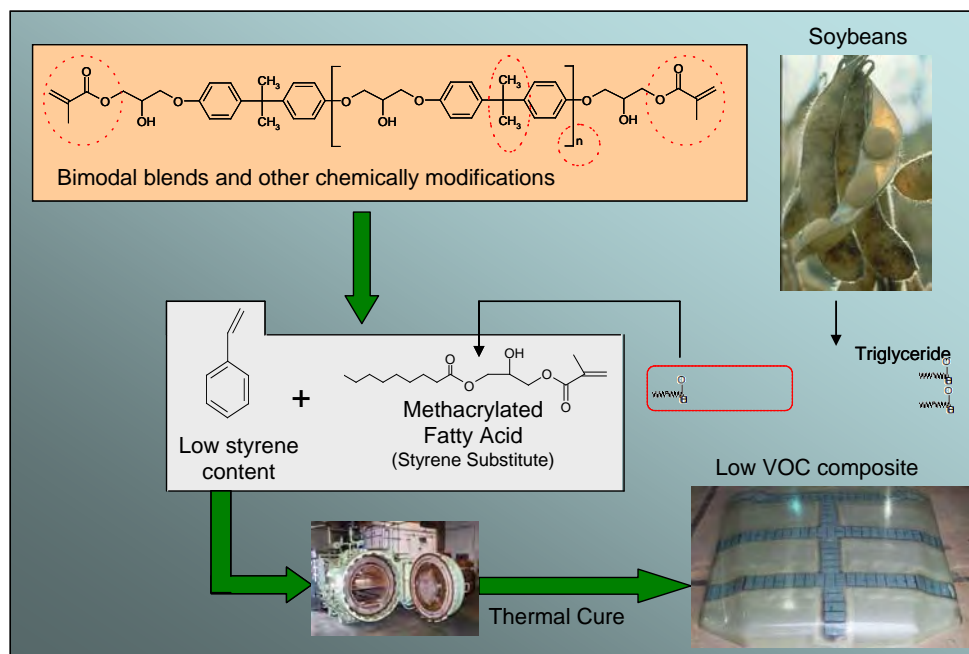 Soybeans
O
O
OH
O
CH3
CH3
O
OH
O
CH3
CH3
O
OH
O
O
n
Bimodal blends and other chemically modifications
Triglyceride
+
O
O
OH
O
O
Methacrylated
Fatty Acid
(Styrene Substitute)
Low styrene
content
Low VOC composite
Thermal Cure